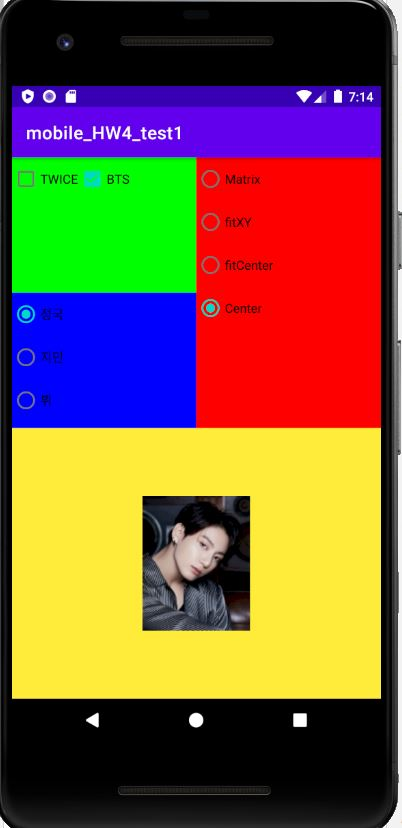 7:14
mobile_HW4_test1
TWICE BTS
정국
지민
뷔
Matrix
fitXY
fitCenter
Center